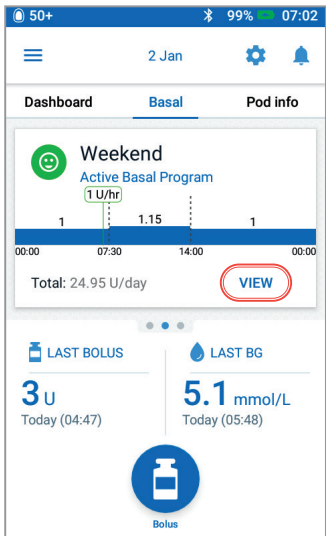 50+ 99% 07:02
2 Jan
Dashboard Basal Pod info
Weekend
Active Basal Program
1 U/hr
1 1.15 1
00:00 07:30 14:00 00:00
Total: 24.95 U/day VIEW
LAST BOLUS LAST BG
3 U 5.1 mmol/L
Today (04:47) Today (05:48)
Bolus